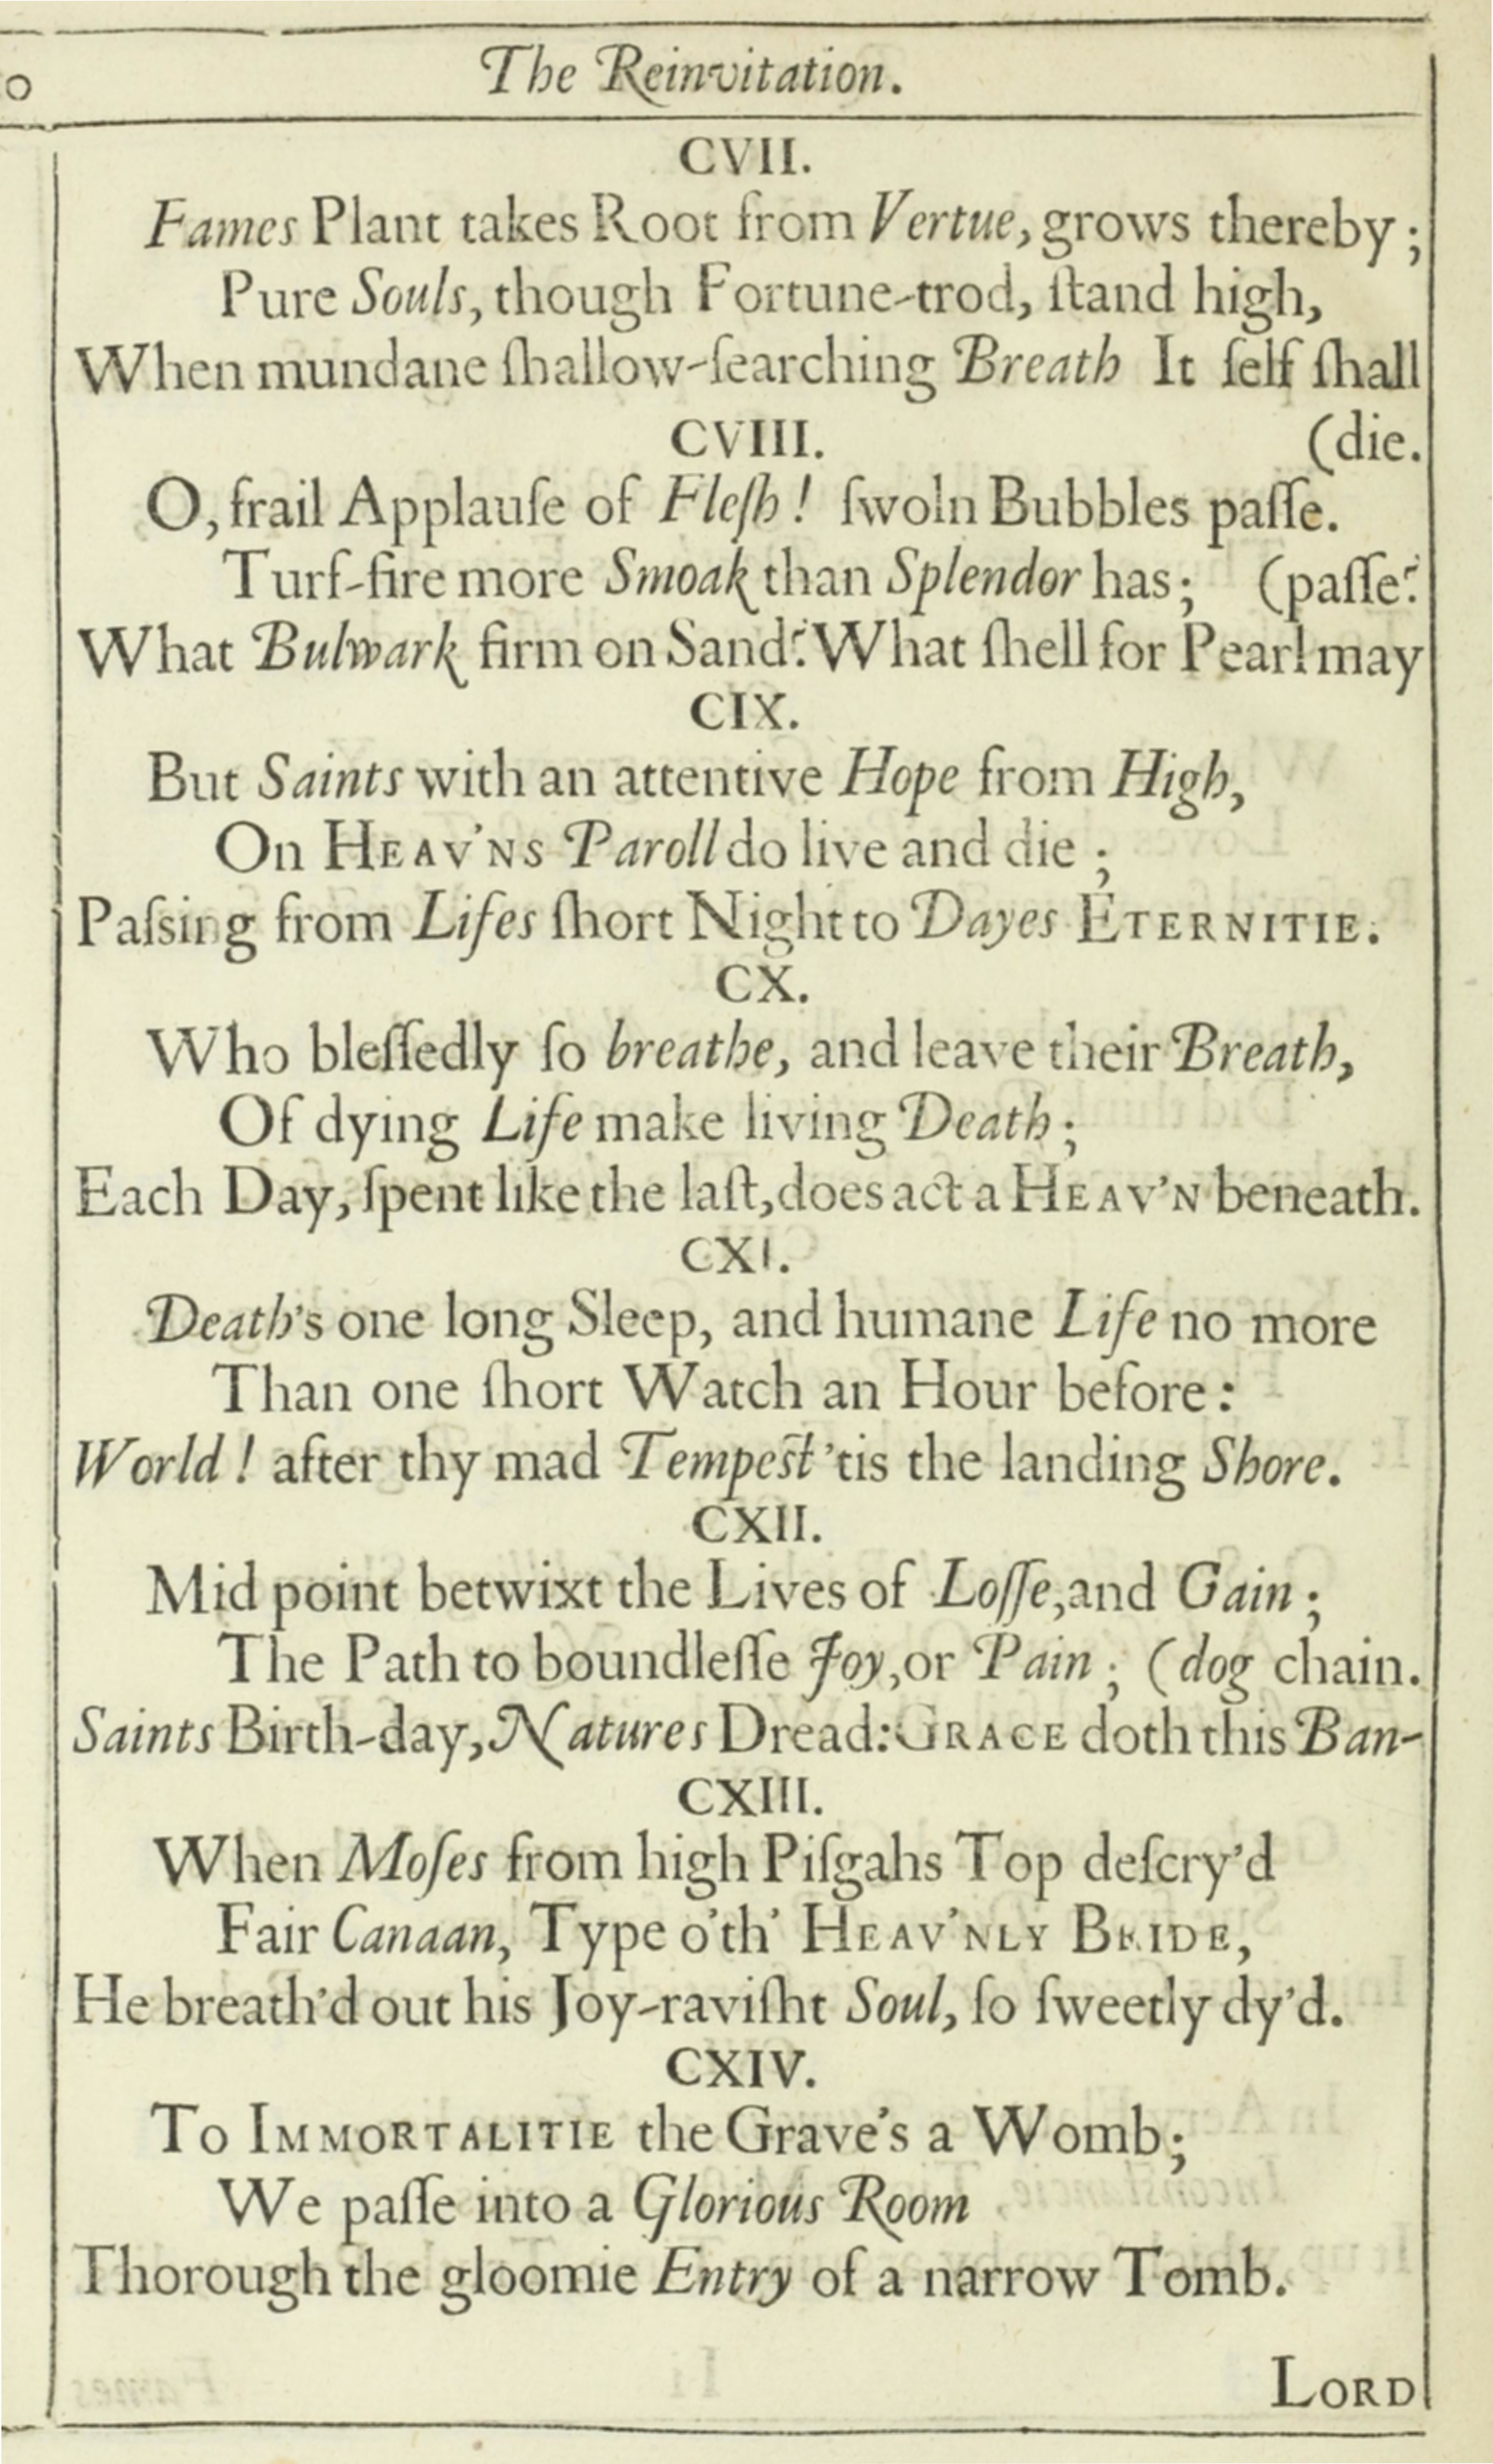 0
The Reinvitation.
CVII.
Fames Plant takes Root from Vertue, grows thereby;
Pure Souls, though Fortune-trod, ſtand high,
When mundane ſhallow-ſearching Breath It ſelf ſhall
CVIII. (die.
O, frail Applauſe of Fleſh! ſwoln Bubbles paſſe.
Turf-fire more Smoak than Splendor has; (paſſe?
What Bulwark firm on Sand? What ſhell for Pearl may
CIX.
But Saints with an attentive Hope from High,
On HEAV'NS Paroll do live and die;
Paſsing from Lifes ſhort Night to Dayes ETERNITIE.
CX.
Who bleſſedly ſo breathe, and leave their Breath,
Of dying Life make living Death;
Each Day, ſpent like the laſt, does act a HEAV'N beneath.
CXI.
Death's one long Sleep, and humane Life no more
Than one ſhort Watch an Hour before:
World! after thy mad Tempeſt 'tis the landing Shore.
CXII.
Mid point betwixt the Lives of Loſſe, and Gain;
The Path to boundleſſe Joy, or Pain; (dog chain.
Saints Birth-day, Natures Dread: GRACE doth this Ban-
CXIII.
When Moſes from high Piſgahs Top deſcry'd
Fair Canaan, Type o'th' HEAV'NLY BRIDE,
He breath'd out his Joy-raviſht Soul, ſo ſweetly dy'd.
CXIV.
To IMMORTALITIE the Grave's a Womb;
We paſſe into a Glorious Room
Thorough the gloomie Entry of a narrow Tomb.
LORD